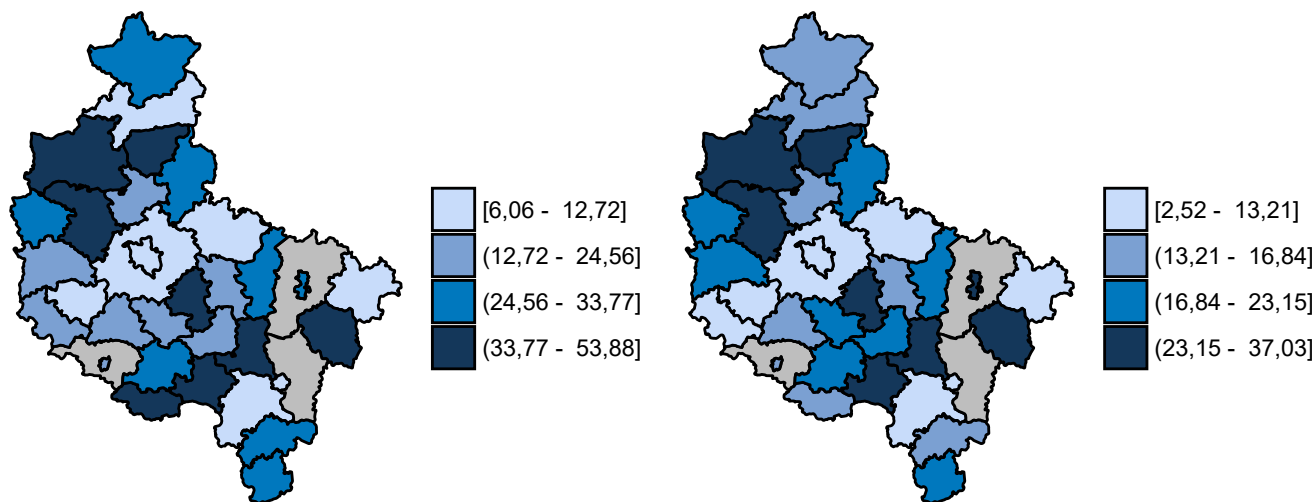 [6,06 - 12,72]
(12,72 - 24,56]
(24,56 - 33,77]
(33,77 - 53,88]
[2,52 - 13,21]
(13,21 - 16,84]
(16,84 - 23,15]
(23,15 - 37,03]